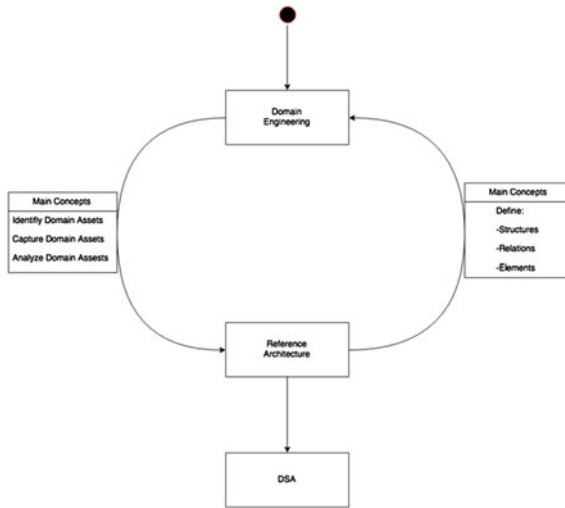 Domain
Engineering
Main Concepts
Identifiy Domain Assets
Capture Domain Assets
Analyze Domain Assests
Main Concepts
Define:
-Structures
-Relations
-Elements
Reference
Architecture
DSA